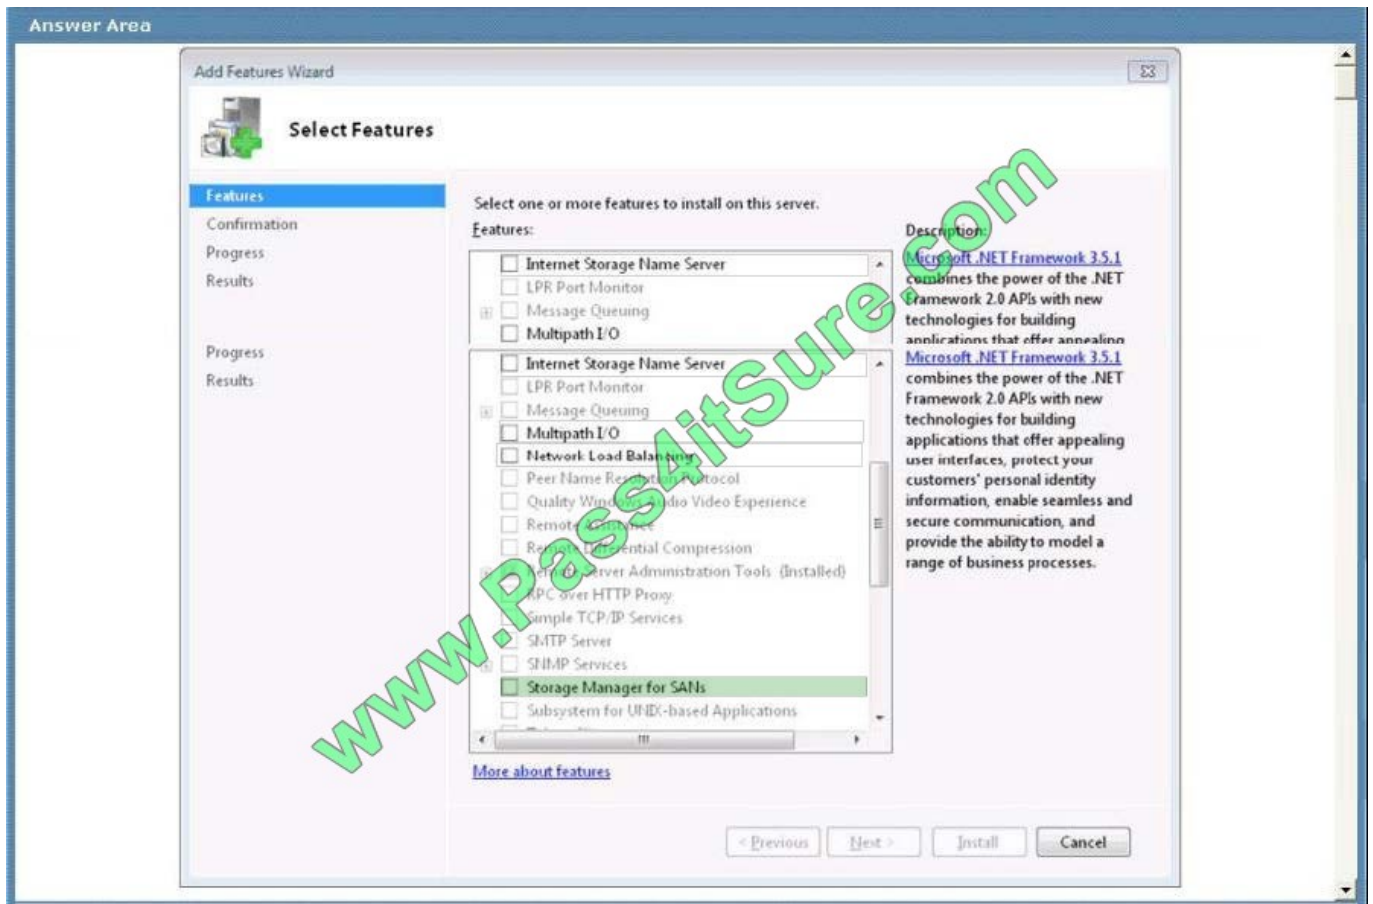 Answer Area
Add Features Wizard
Select Features
Features
Confirmation
Progress
Results
Progress
Results
Select one or more features to install on this server.
Features:
Internet Storage Name Server
LPR Port Monitor
Message Queuing
Multipath I/O
Internet Storage Name Server
LPR Port Monitor
Message Queuing
Multipath I/O
Network Load Balancing
Peer Name Resolution Protocol
Quality Windows Audio Video Experience
Remote Assistance
Remote Differential Compression
Remote Server Administration Tools (Installed)
RPC over HTTP Proxy
Simple TCP/IP Services
SMTP Server
SNMP Services
Storage Manager for SANs
Subsystem for UNIX-based Applications
Description:
Microsoft .NET Framework 3.5.1
combines the power of the .NET
Framework 2.0 APIs with new
technologies for building
applications that offer appealing
Microsoft .NET Framework 3.5.1
combines the power of the .NET
Framework 2.0 APIs with new
technologies for building
applications that offer appealing
user interfaces, protect your
customers' personal identity
information, enable seamless and
secure communication, and
provide the ability to model a
range of business processes.
More about features
< Previous
Next >
Install
Cancel
www.Pass4itSure.com